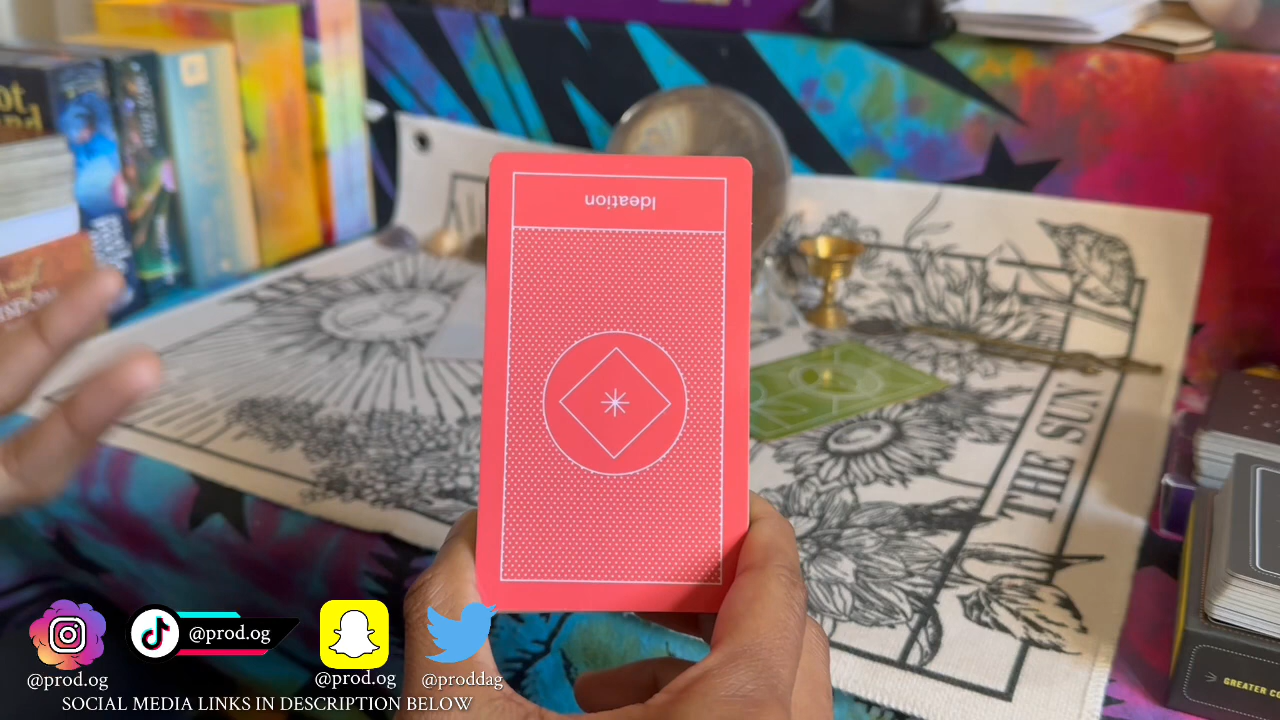 Ideation
THE SUN
GREATER CO
@prod.og
@prod.og
@prod.og
@proddag
SOCIAL MEDIA LINKS IN DESCRIPTION BELOW